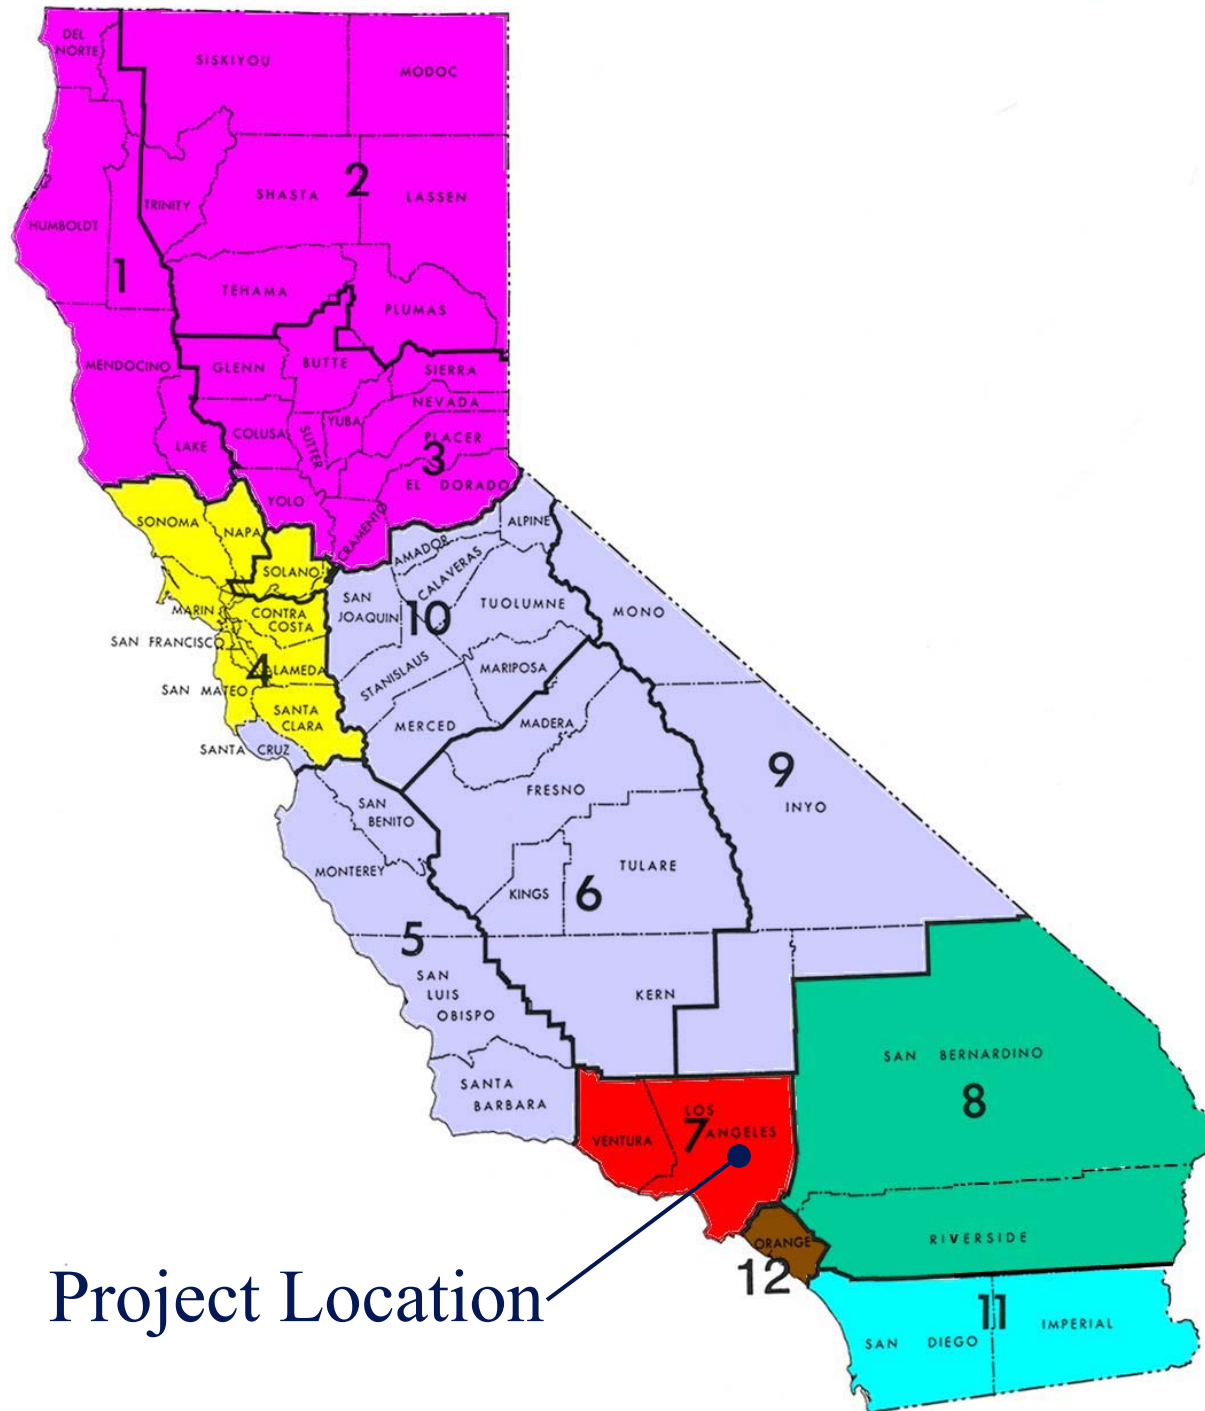 DEL
NORTE
SISKIYOU
MODOC
HUMBOLDT
TRINITY
SHASTA
2
LASSEN
1
TEHAMA
PLUMAS
MENDOCINO
GLENN
BUTTE
SIERRA
NEVADA
YUBA
COLUSA
SUTTER
PLACER
LAKE
3
EL DORADO
YOLO
SONOMA
NAPA
CRAMENTO
AMADOR
ALPINE
SOLANO
CALAVERAS
MARIN
CONTRA
COSTA
SAN
JOAQUIN
10
TUOLUMNE
MONO
SAN FRANCISCO
4
ALAMEDA
STANISLAUS
MARIPOSA
SAN MATEO
SANTA
CLARA
MERCED
MADERA
SANTA CRUZ
9
INYO
FRESNO
SAN
BENITO
MONTEREY
TULARE
KINGS
6
5
SAN
LUIS
OBISPO
KERN
SAN BERNARDINO
8
SANTA
BARBARA
VENTURA
LOS
7
ANGELES
RIVERSIDE
ORANGE
12
Project Location
11
SAN DIEGO
IMPERIAL